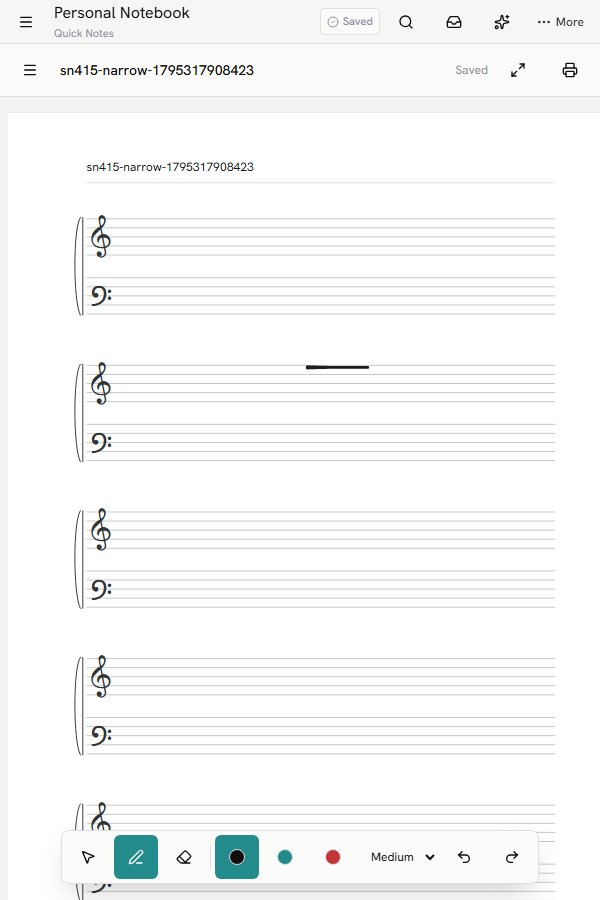 Personal Notebook
Quick Notes
Saved
More
sn415-narrow-1795317908423
Saved
sn415-narrow-1795317908423
Medium